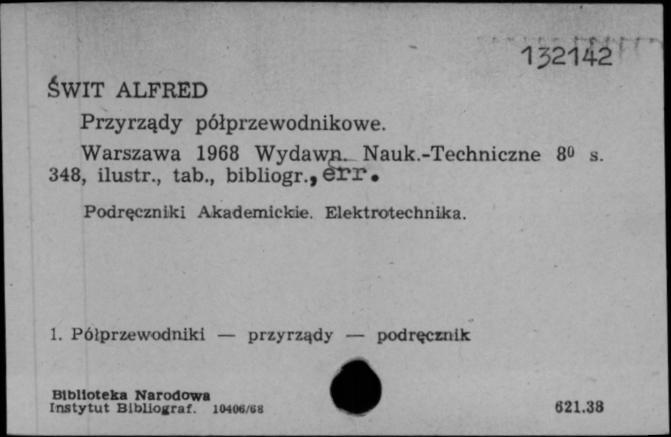 132142
ŚWIT ALFRED
Przyrządy półprzewodnikowe.
Warszawa 1968 Wydawn. Nauk.-Techniczne 8⁰ s.
348, ilustr., tab., bibliogr., err.
Podręczniki Akademickie. Elektrotechnika.
1. Półprzewodniki — przyrządy — podręcznik
Biblioteka Narodowa
Instytut Bibliograf. 10406/68
621.38